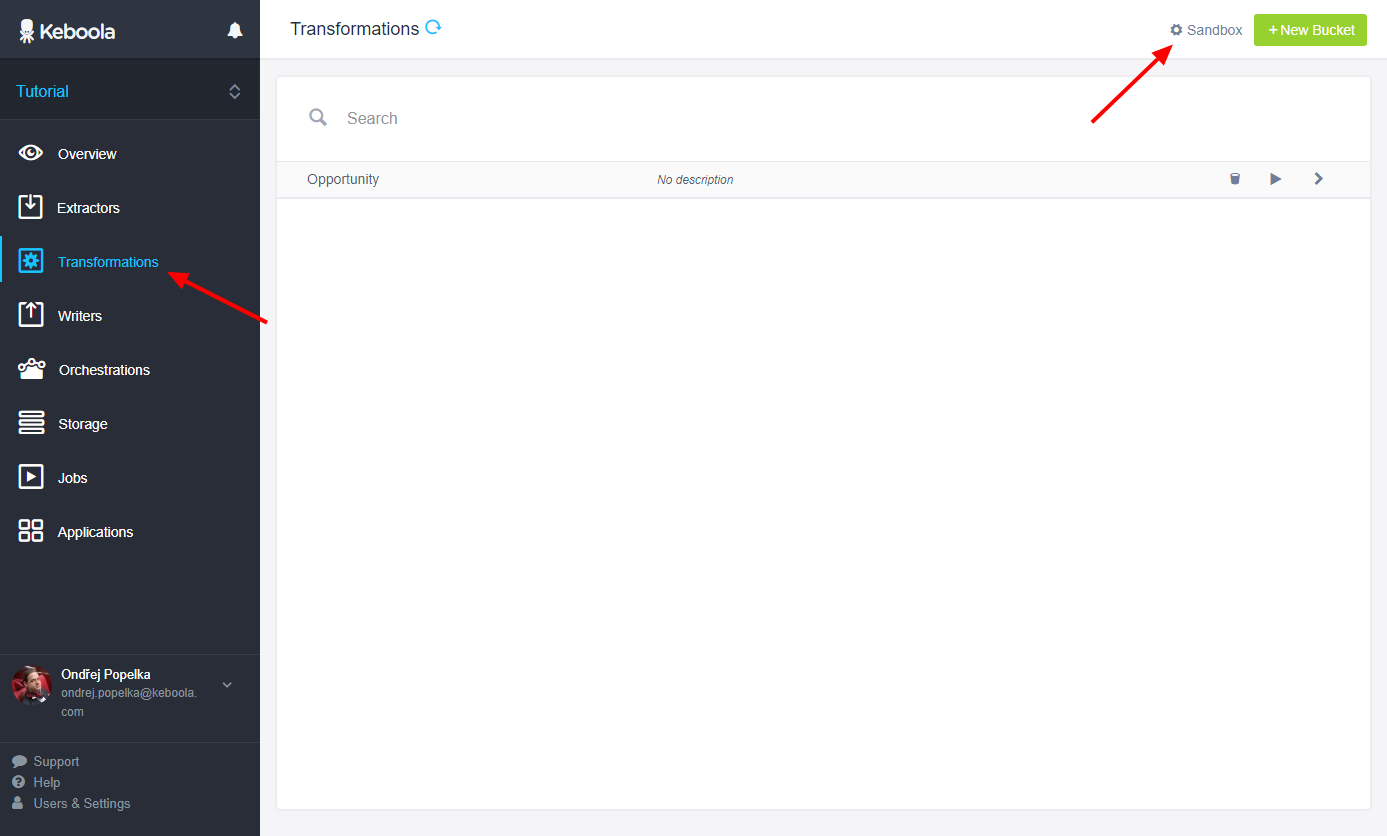 Keboola
Tutorial
Overview
Extractors
Transformations
Writers
Orchestrations
Storage
Jobs
Applications
Ondřej Popelka
ondrej.popelka@keboola.
com
Support
Help
Users & Settings
Transformations
Sandbox
+ New Bucket
Search
Opportunity
No description